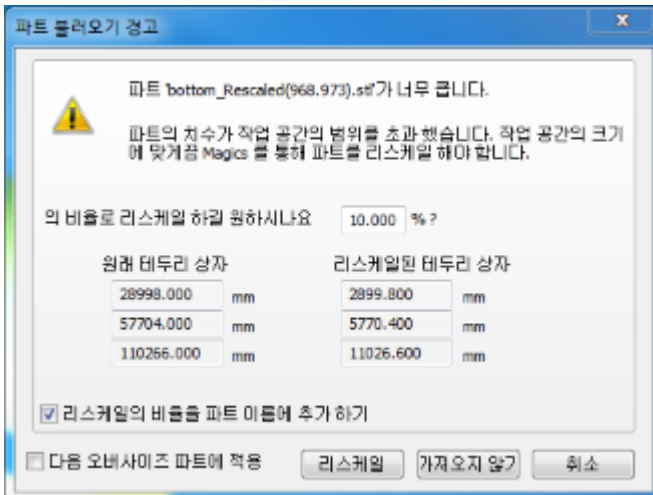 파트 불러오기 경고
파트 'bottom_Rescaled(968.973).stl'가 너무 큽니다.
파트의 치수가 작업 공간의 범위를 초과 했습니다. 작업 공간의 크기
에 맞게끔 Magics 를 통해 파트를 리스케일 해야 합니다.
의 비율로 리스케일 하길 원하시나요 10.000 % ?
원래 테두리 상자 리스케일된 테두리 상자
28998.000 mm 2899.800 mm
57704.000 mm 5770.400 mm
110266.000 mm 11026.600 mm
리스케일의 비율을 파트 이름에 추가 하기
다음 오버사이즈 파트에 적용 리스케일 가져오지 않기 취소